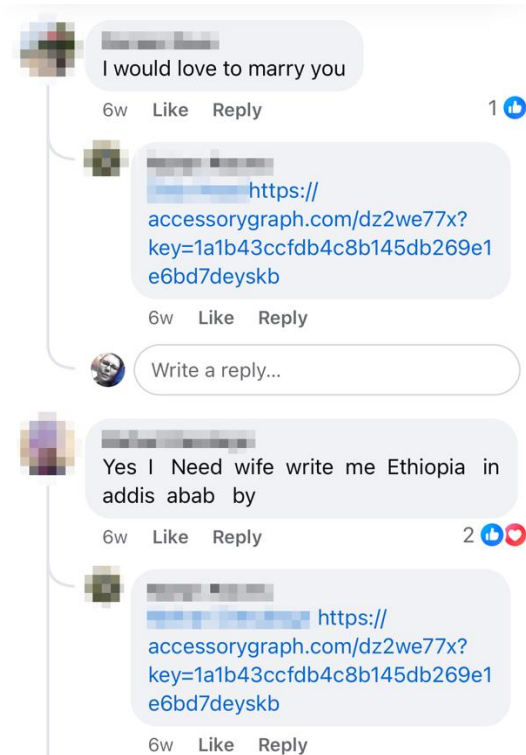 I would love to marry you
6w Like Reply 1
https://
accessorygraph.com/dz2we77x?
key=1a1b43ccfdb4c8b145db269e1
e6bd7deyskb
6w Like Reply
Write a reply...
Yes I Need wife write me Ethiopia in
addis abab by
6w Like Reply 2
https://
accessorygraph.com/dz2we77x?
key=1a1b43ccfdb4c8b145db269e1
e6bd7deyskb
6w Like Reply